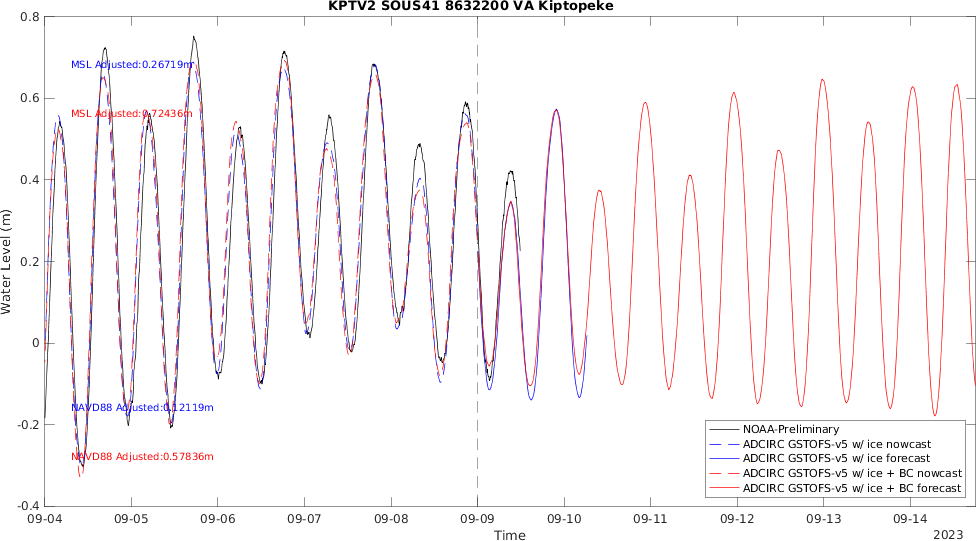 KPTV2 SOUS41 8632200 VA Kiptopeke
0.8
0.6
0.4
0.2
0
-0.2
-0.4
Water Level (m)
MSL Adjusted:0.26719m
MSL Adjusted:0.72436m
NAVD88 Adjusted:0.12119m
NAVD88 Adjusted:0.57836m
NOAA-Preliminary
ADCIRC GSTOFS-v5 w/ ice nowcast
ADCIRC GSTOFS-v5 w/ ice forecast
ADCIRC GSTOFS-v5 w/ ice + BC nowcast
ADCIRC GSTOFS-v5 w/ ice + BC forecast
09-04 09-05 09-06 09-07 09-08 09-09 09-10 09-11 09-12 09-13 09-14
Time
2023